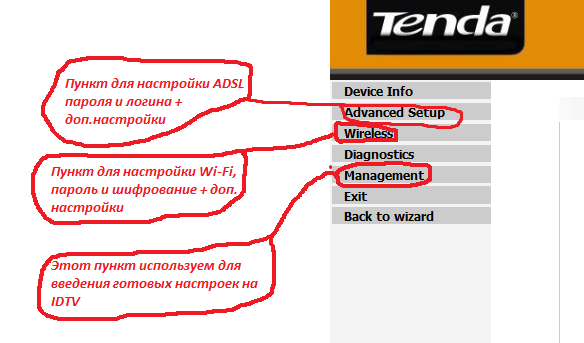 Tenda®
Пункт для настройки ADSL
пароля и логина +
доп.настройки
Пункт для настройки Wi-Fi,
пароль и шифрование + доп.
настройки
Этот пункт используем для
введения готовых настроек на
IDTV
Device Info
Advanced Setup
Wireless
Diagnostics
Management
Exit
Back to wizard